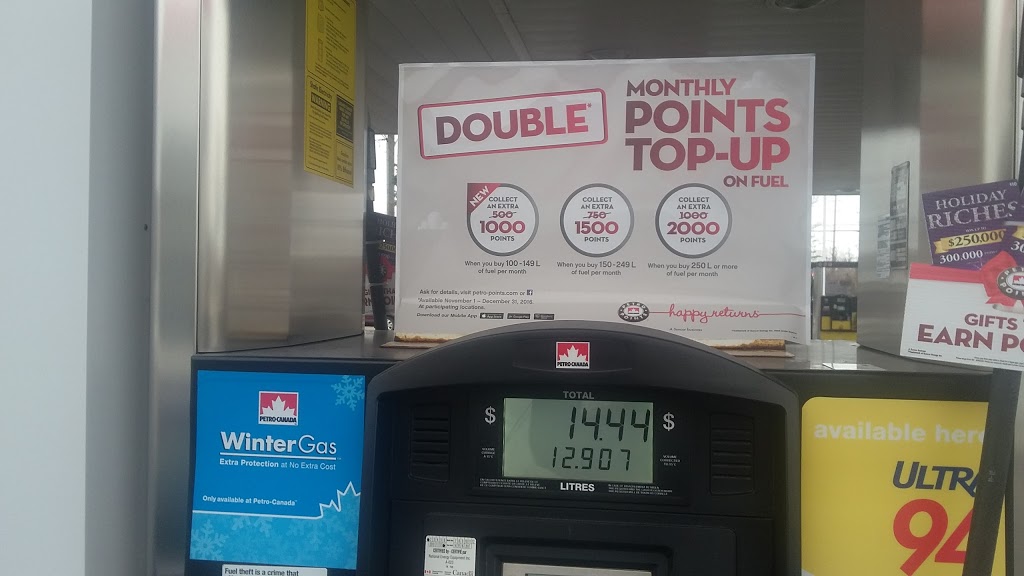 DOUBLE*
MONTHLY
POINTS
TOP-UP
ON FUEL
NEW
COLLECT
AN EXTRA
500
1000
POINTS
When you buy 100-149 L
of fuel per month
COLLECT
AN EXTRA
750
1500
POINTS
When you buy 150-249 L
of fuel per month
COLLECT
AN EXTRA
1000
2000
POINTS
When you buy 250 L or more
of fuel per month
Ask for details, visit petro-points.com or f
*Available November 1 – December 31, 2016.
At participating locations.
Download our Mobile App
happy returns
HOLIDAY
RICHES
$250,000
300,000
GIFTS
EARN PO
PETRO-CANADA
Winter Gas
Extra Protection at No Extra Cost
Only available at Petro-Canada
Fuel theft is a crime that
PETRO-CANADA
TOTAL
$ 14.44 $
12.907
LITRES
Canada
available here
ULTRA
94